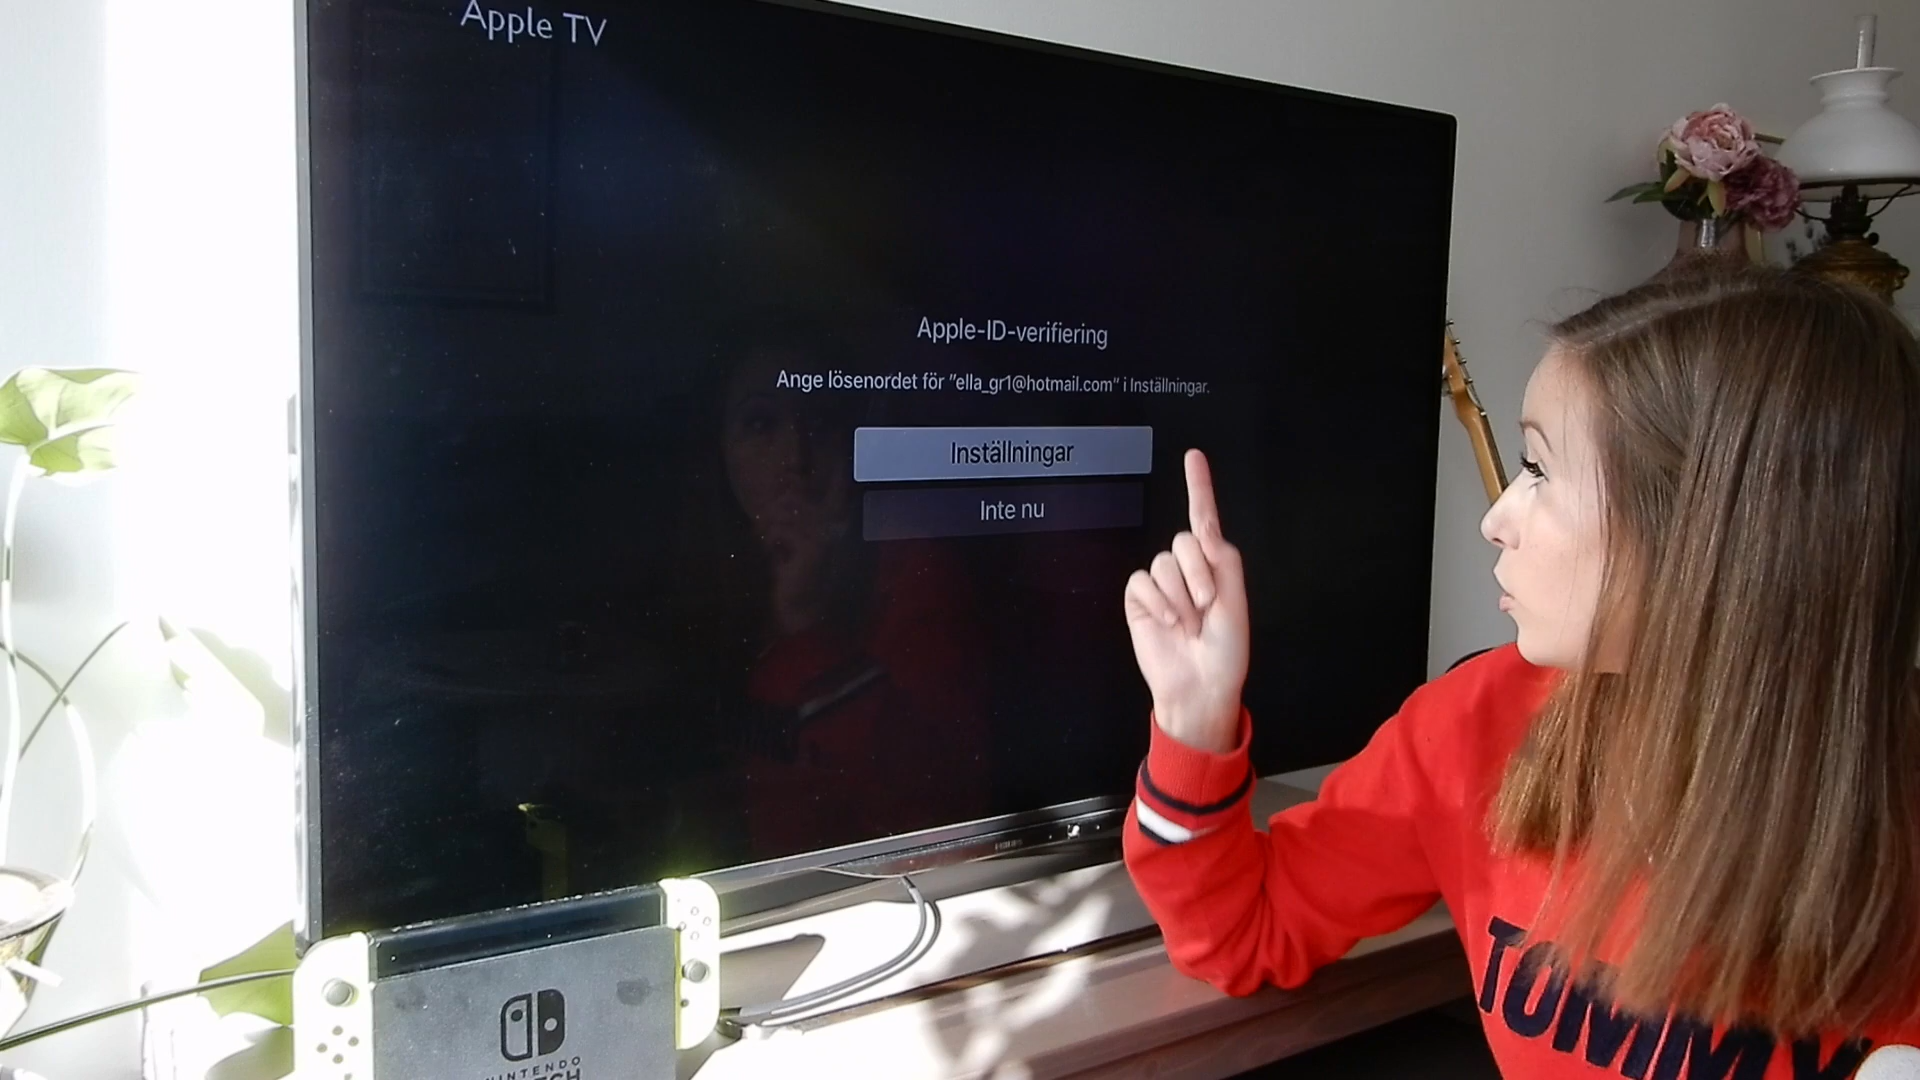 Apple TV
Apple-ID-verifiering
Ange lösenordet för "ella_gr1@hotmail.com" i Inställningar.
Inställningar
Inte nu
NINTENDO
TOMMY